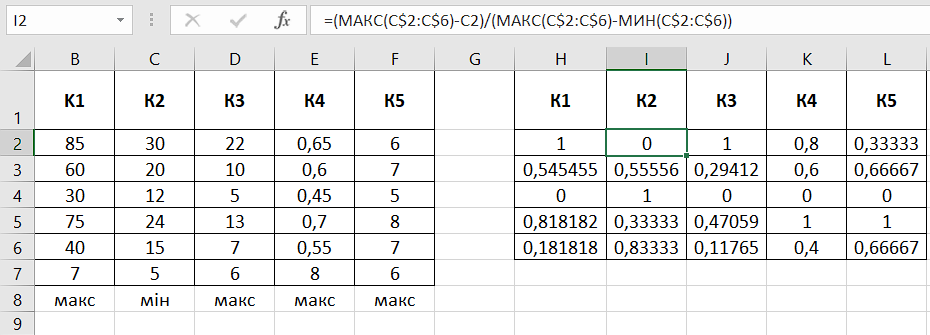 I2 fx =(МАКС(C$2:C$6)-C2)/(МАКС(C$2:C$6)-МИН(C$2:C$6))
B C D E F G H I J K L
1 К1 К2 К3 К4 К5 К1 К2 К3 К4 К5
2 85 30 22 0,65 6 1 0 1 0,8 0,33333
3 60 20 10 0,6 7 0,545455 0,55556 0,29412 0,6 0,66667
4 30 12 5 0,45 5 0 1 0 0 0
5 75 24 13 0,7 8 0,818182 0,33333 0,47059 1 1
6 40 15 7 0,55 7 0,181818 0,83333 0,11765 0,4 0,66667
7 7 5 6 8 6
8 макс мін макс макс макс
9